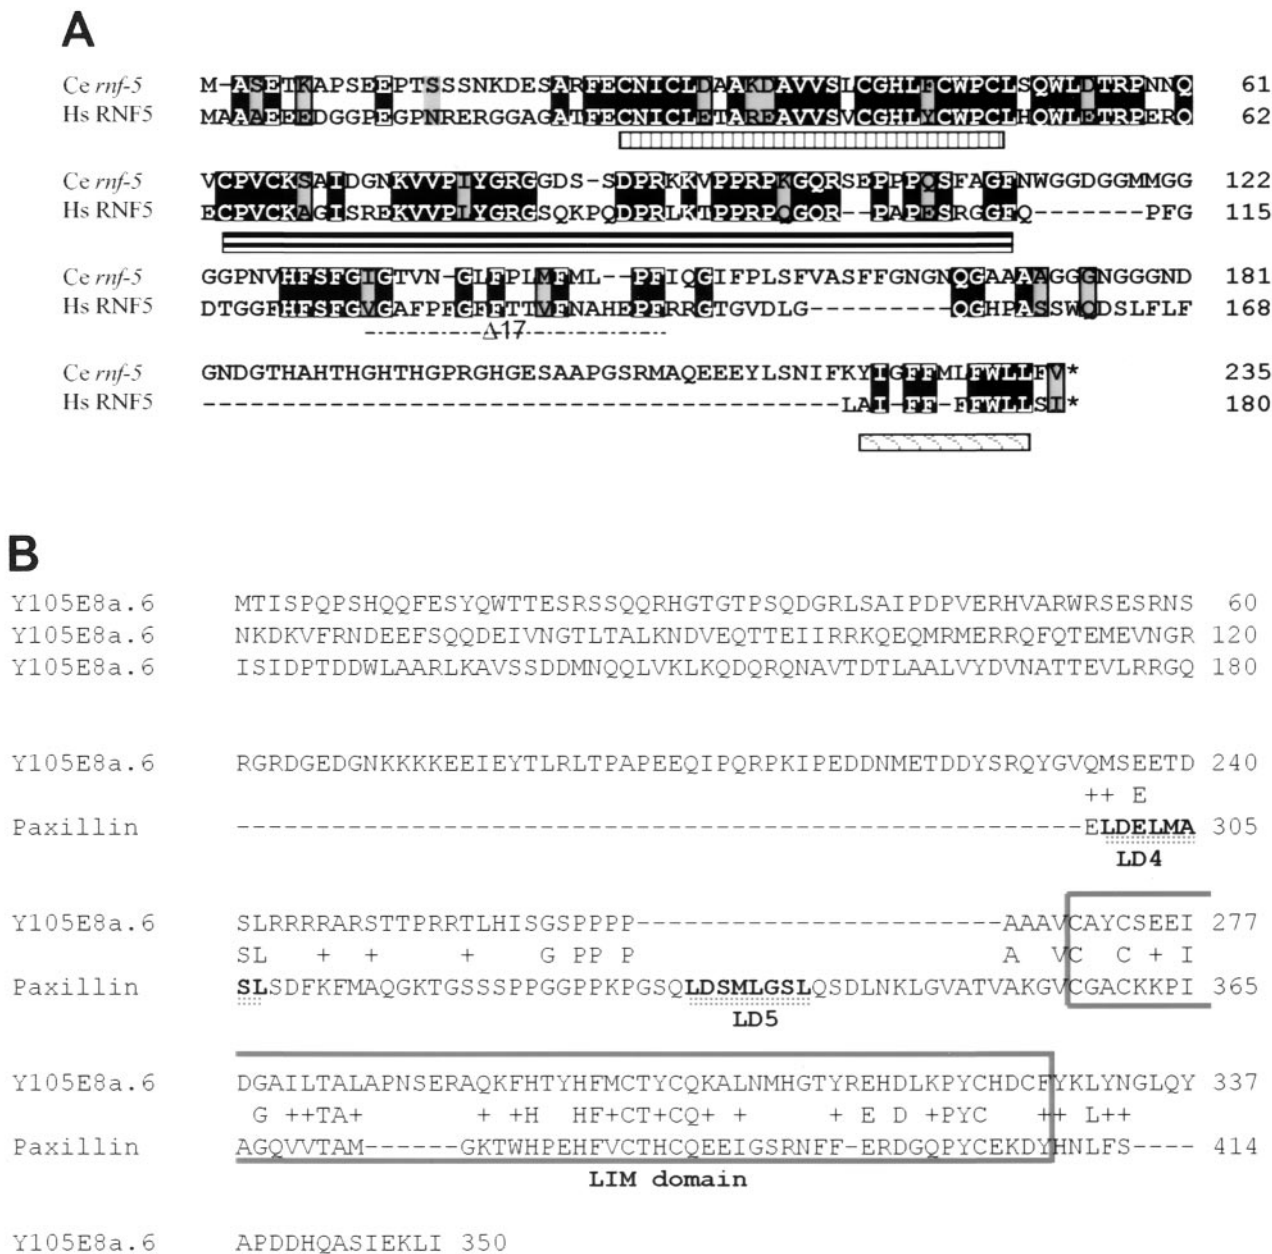 A
Ce rnf-5 M-ASETKAPSEEPTSSSNKDESARFECNICLDAAKDAVVSLCGHLFCWPCLSQWLDTRPNNQ 61
Hs RNF5 MAAAEEEDGGPEGPNRERGGAGATFECNICLETAREAVVSVCGHLYCWPCLHQWLETRPERQ 62
Ce rnf-5 VCPVCKSAIDGNKVVPIYGRGGDS-SDPRKKVPPRPKGQRSEPPPQSFAGFNWGGDGGMMGG 122
Hs RNF5 ECPVCKAGISREKVVPLYGRGSQKPQDPRLKTPPRPQGQR--PAPESRGGFQ-------PFG 115
Ce rnf-5 GGPNVHFSFGIGTVN-GLFPLMFML--PFIQGIFPLSFVASFFGNGNQGAAAAGGGNGGGND 181
Hs RNF5 DTGGFHFSFGVGAFPFGFFTTVFNAHEPFRRGTGVDLG---------QGHPASSWQDSLFLF 168
Δ17
Ce rnf-5 GNDGTHAHTHGHTHGPRGHGESAAPGSRMAQEEEYLSNIFKYIGFFMLFWLLFV* 235
Hs RNF5 ----------------------------------------LAI-FF-FFWLLSI* 180
B
Y105E8a.6 MTISPQPSHQQFESYQWTTESRSSQQRHGTGTPSQDGRLSAIPDPVERHVARWRSESRNS 60
Y105E8a.6 NKDKVFRNDEEFSQQDEIVNGTLTALKNDVEQTTEIIRRKQEQMRMERRQFQTEMEVNGR 120
Y105E8a.6 ISIDPTDDWLAARLKAVSSDDMNQQLVKLKQDQRQNAVTDTLAALVYDVNATTEVLRRGQ 180
Y105E8a.6 RGRDGEDGNKKKKEEIEYTLRLTPAPEEQIPQRPKIPEDDNMETDDYSRQYGVQMSEETD 240
++ E
Paxillin -----------------------------------------------------ELDELMA 305
LD4
Y105E8a.6 SLRRRRARSTTPRRTLHISGSPPPP-----------------------AAAVCAYCSEEI 277
SL + + + G PP P A VC C + I
Paxillin SLSDFKFMAQGKTGSSSPPGGPPKPGSQLDSMLGSLQSDLNKLGVATVAKGVCGACKKPI 365
LD5
Y105E8a.6 DGAILTALAPNSERAQKFHTYHFMCTYCQKALNMHGTYREHDLKPYCHDCFYKLYNGLQY 337
G ++TA+ + +H HF+CT+CQ+ + + E D +PYC ++ L++
Paxillin AGQVVTAM------GKTWHPEHFVCTHCQEEIGSRNFF-ERDGQPYCEKDYHNLFS---- 414
LIM domain
Y105E8a.6 APDDHQASIEKLI 350